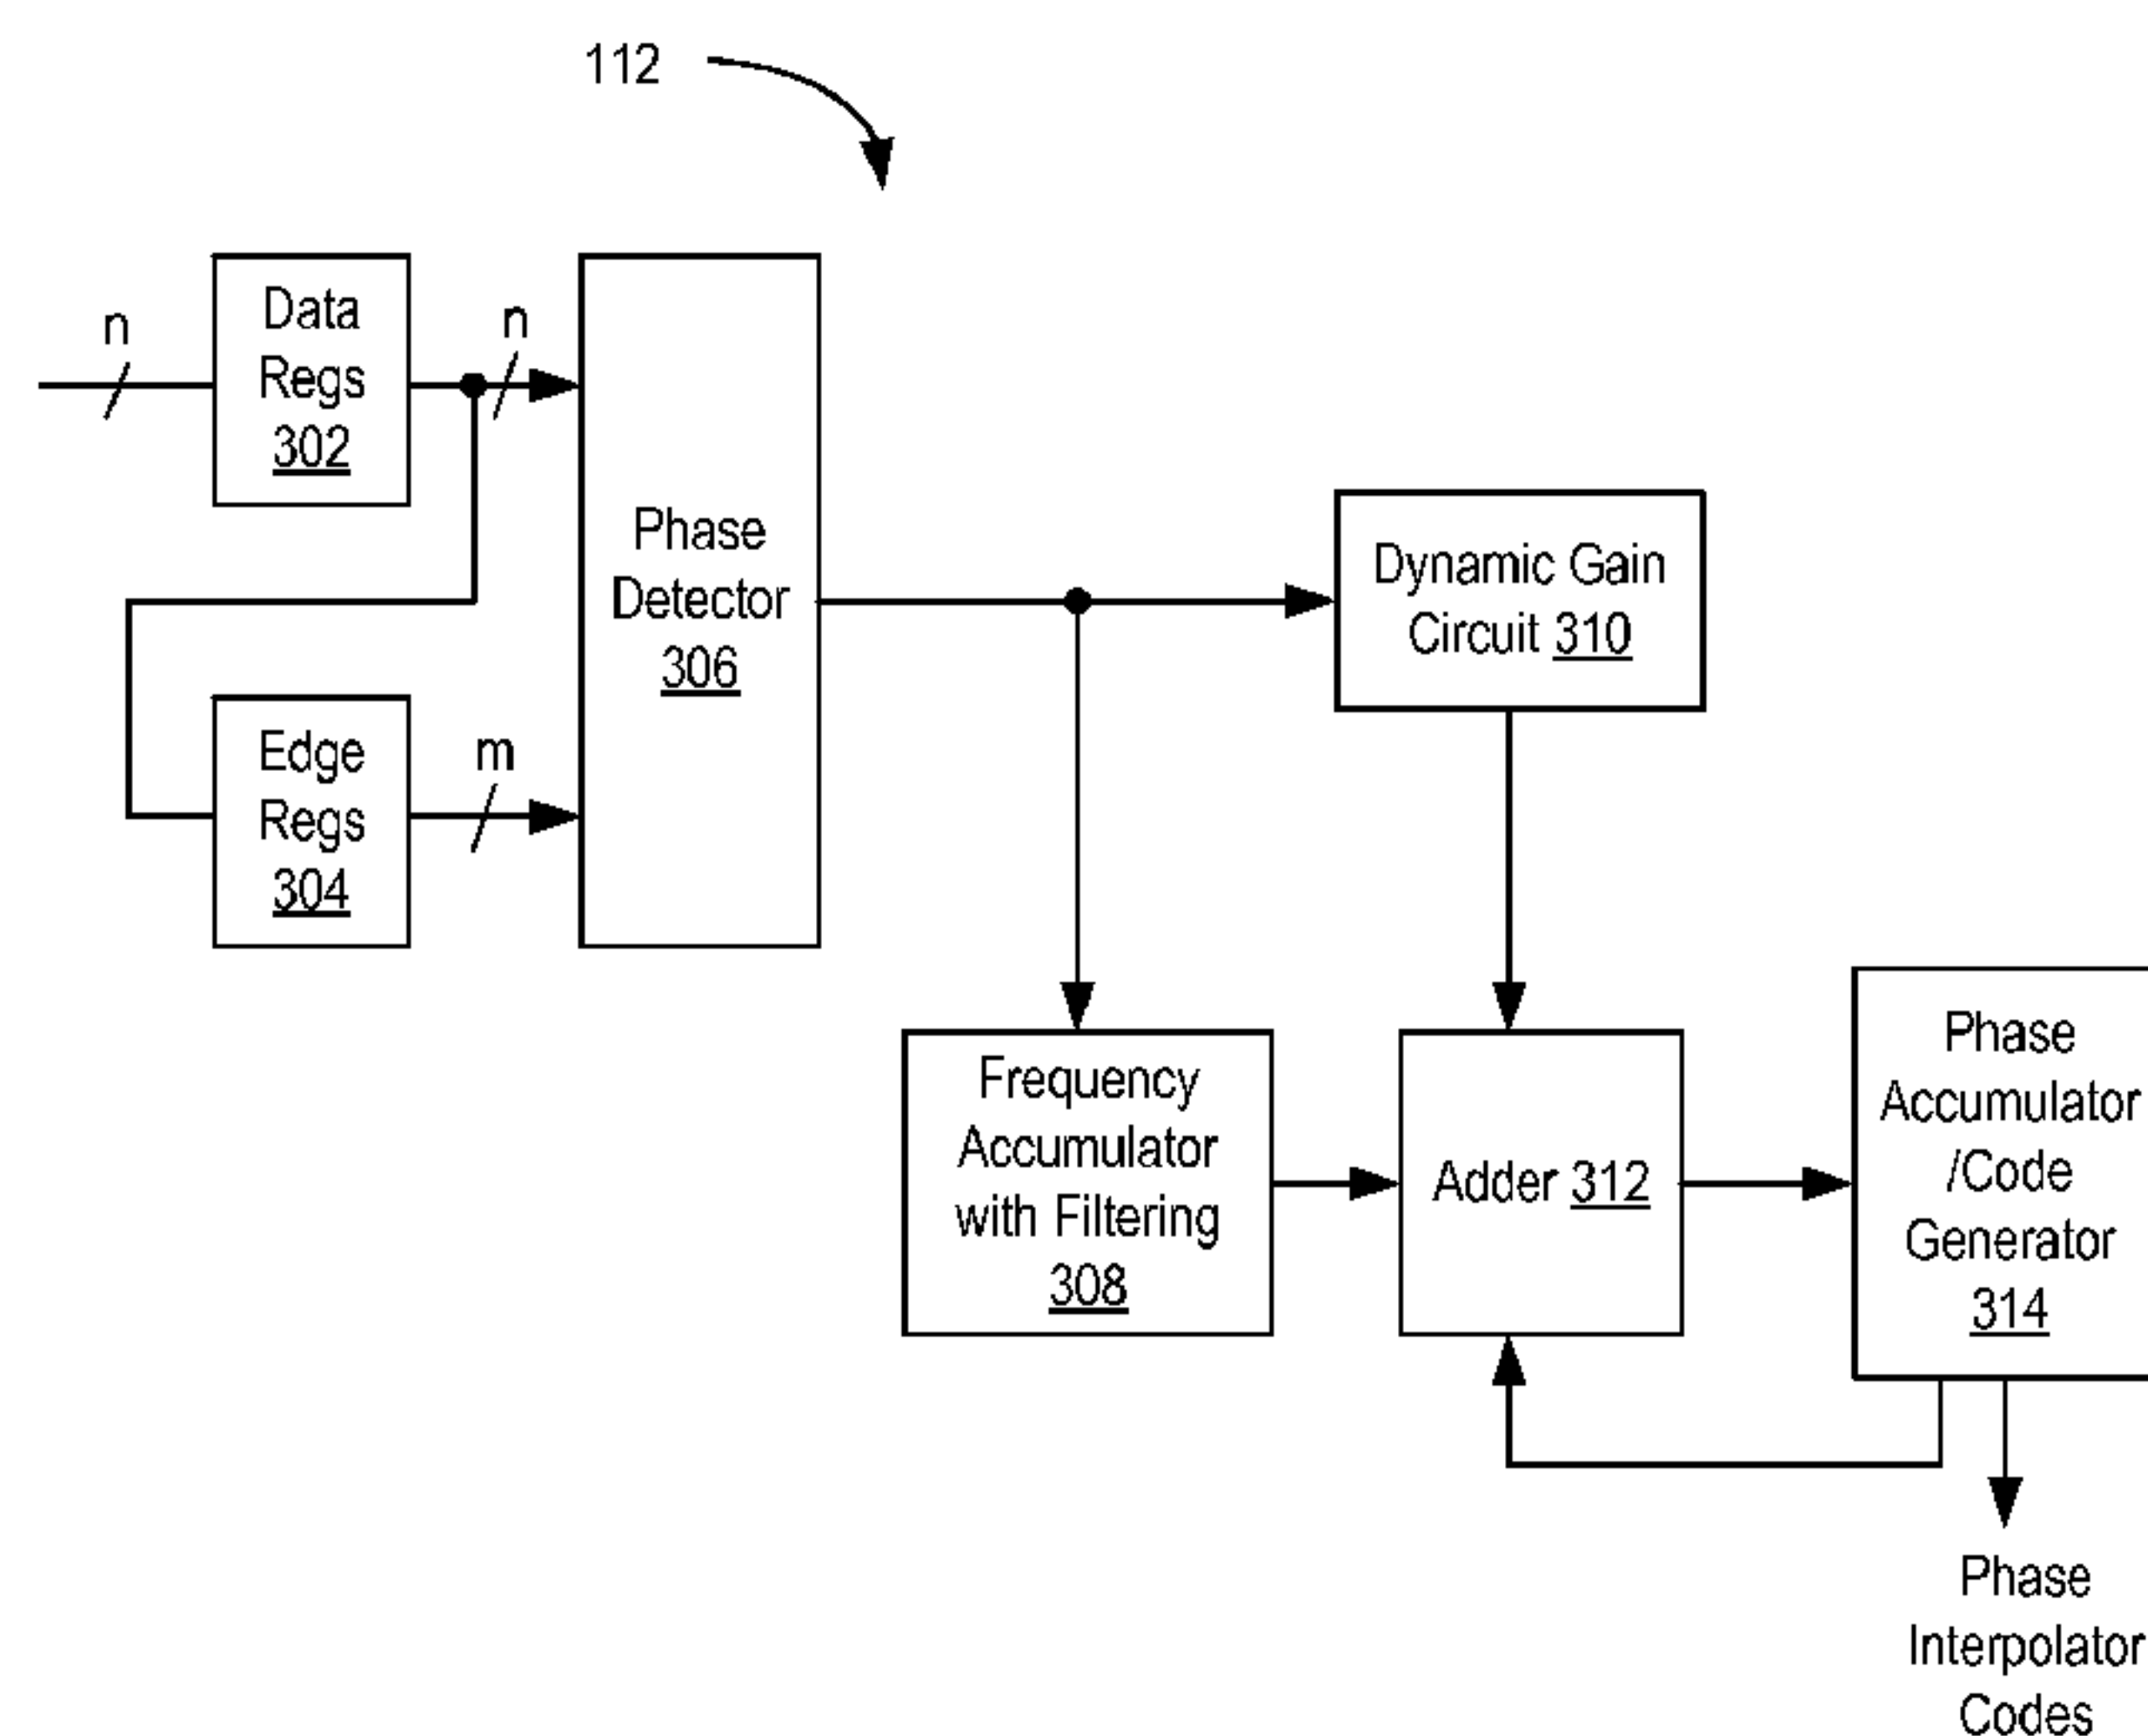 112
n
Data
Regs
302
n
Phase
Detector
306
Edge
Regs
304
m
Dynamic Gain
Circuit 310
Frequency
Accumulator
with Filtering
308
Adder 312
Phase
Accumulator
/Code
Generator
314
Phase
Interpolator
Codes